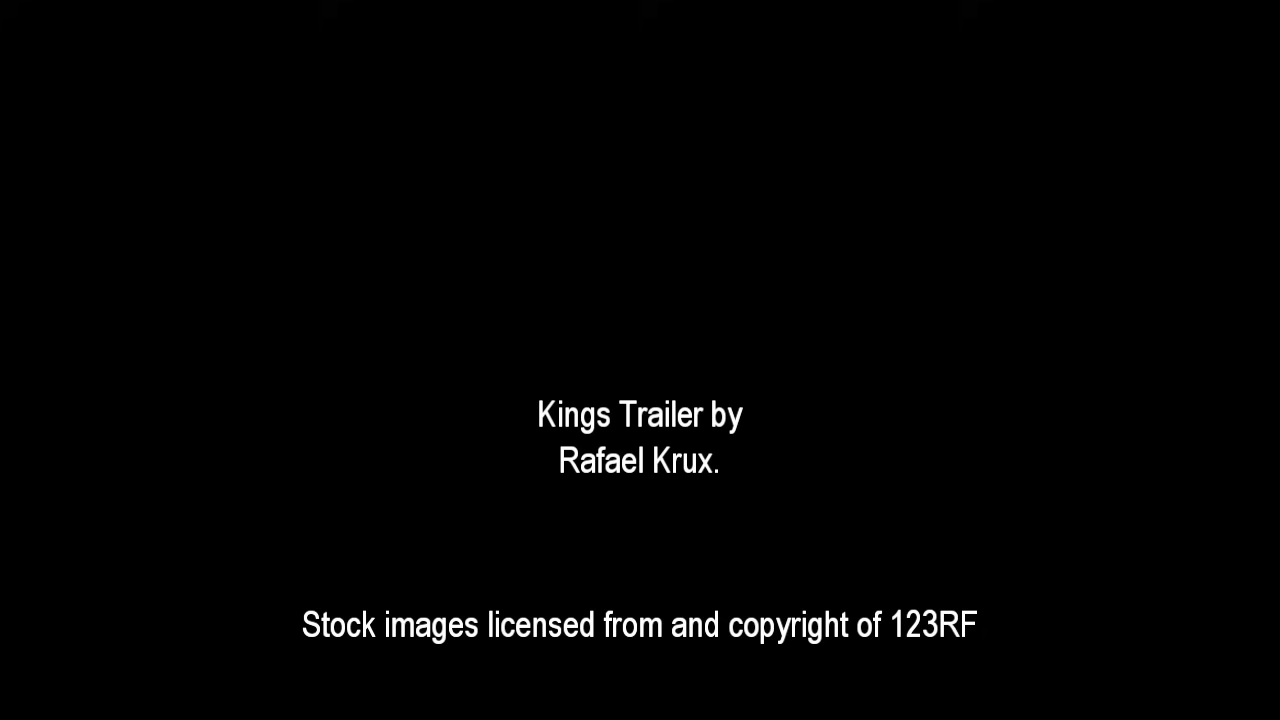 Kings Trailer by
Rafael Krux.
Stock images licensed from and copyright of 123RF